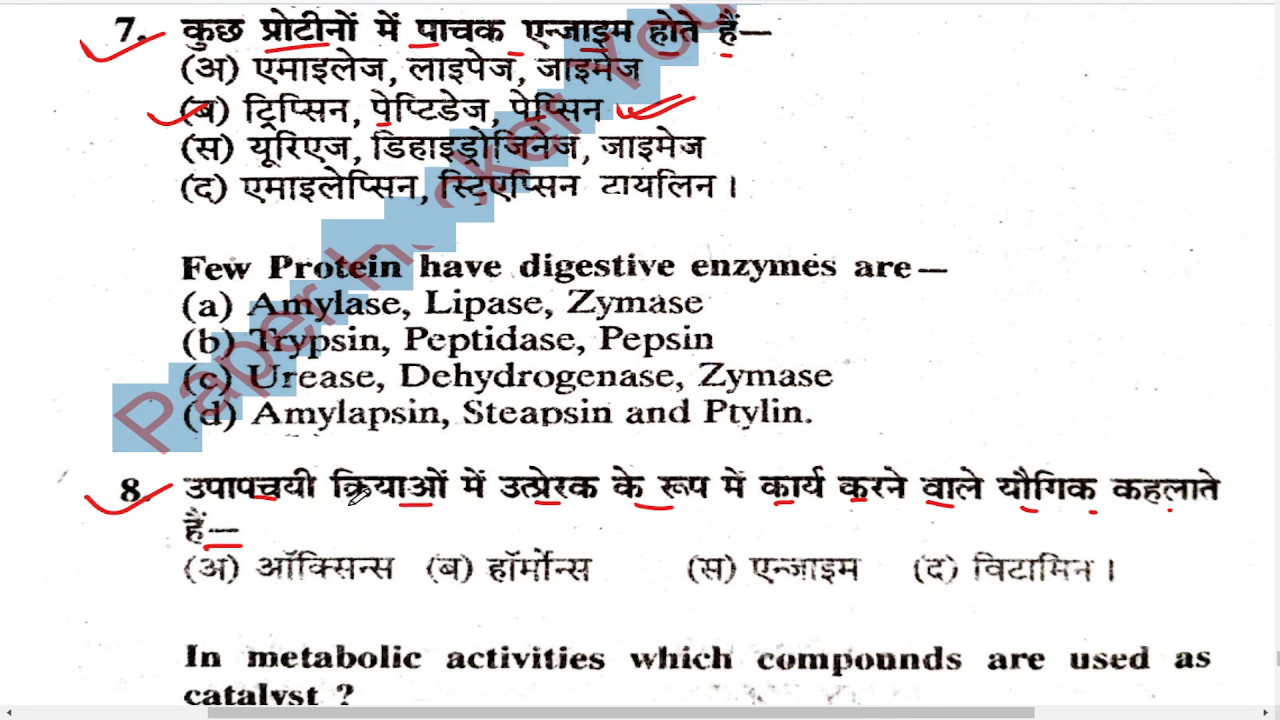 7. कुछ प्रोटीनों में पाचक एन्जाइम होते हैं—
(अ) एमाइलेज, लाइपेज, जाइमेज
(ब) ट्रिप्सिन, पेप्टिडेज, पेप्सिन
(स) यूरिएज, डिहाइड्रोजिनेज, जाइमेज
(द) एमाइलेप्सिन, स्टिएप्सिन टायलिन।
Few Protein have digestive enzymes are—
(a) Amylase, Lipase, Zymase
(b) Trypsin, Peptidase, Pepsin
(c) Urease, Dehydrogenase, Zymase
(d) Amylapsin, Steapsin and Ptylin.
8. उपापचयी क्रियाओं में उत्प्रेरक के रूप में कार्य करने वाले यौगिक कहलाते
हैं—
(अ) ऑक्सिन्स (ब) हॉर्मोन्स (स) एन्जाइम (द) विटामिन।
In metabolic activities which compounds are used as
catalyst ?
Paper You